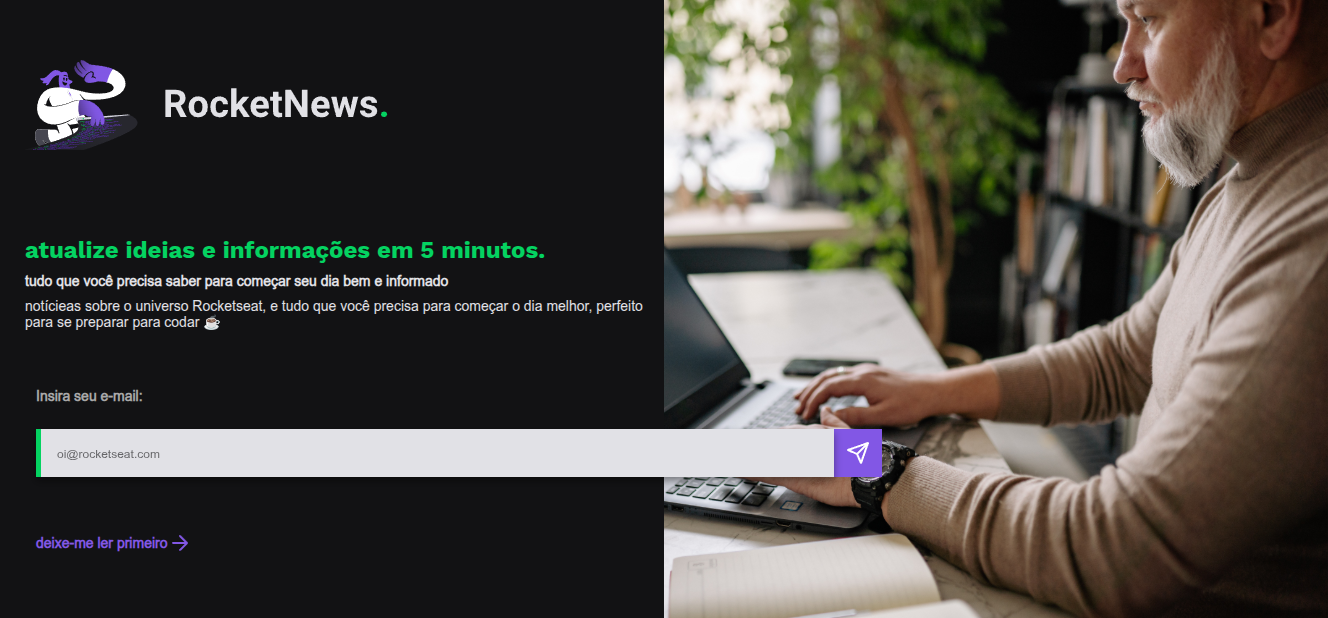 RocketNews.
atualize ideias e informações em 5 minutos.
tudo que você precisa saber para começar seu dia bem e informado
notícieas sobre o universo Rocketseat, e tudo que você precisa para começar o dia melhor, perfeito
para se preparar para codar ☕
Insira seu e-mail:
oi@rocketseat.com
deixe-me ler primeiro →